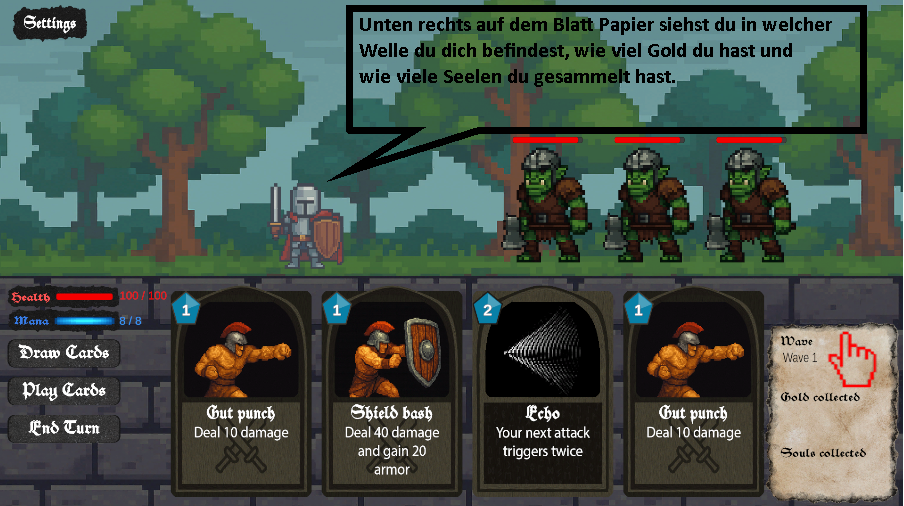 Settings
Unten rechts auf dem Blatt Papier siehst du in welcher
Welle du dich befindest, wie viel Gold du hast und
wie viele Seelen du gesammelt hast.
Health 100 / 100
Mana 8 / 8
Draw Cards
Play Cards
End Turn
1
Gut punch
Deal 10 damage
1
Shield bash
Deal 40 damage
and gain 20
armor
2
Echo
Your next attack
triggers twice
1
Gut punch
Deal 10 damage
Wave
Wave 1
Gold collected
Souls collected